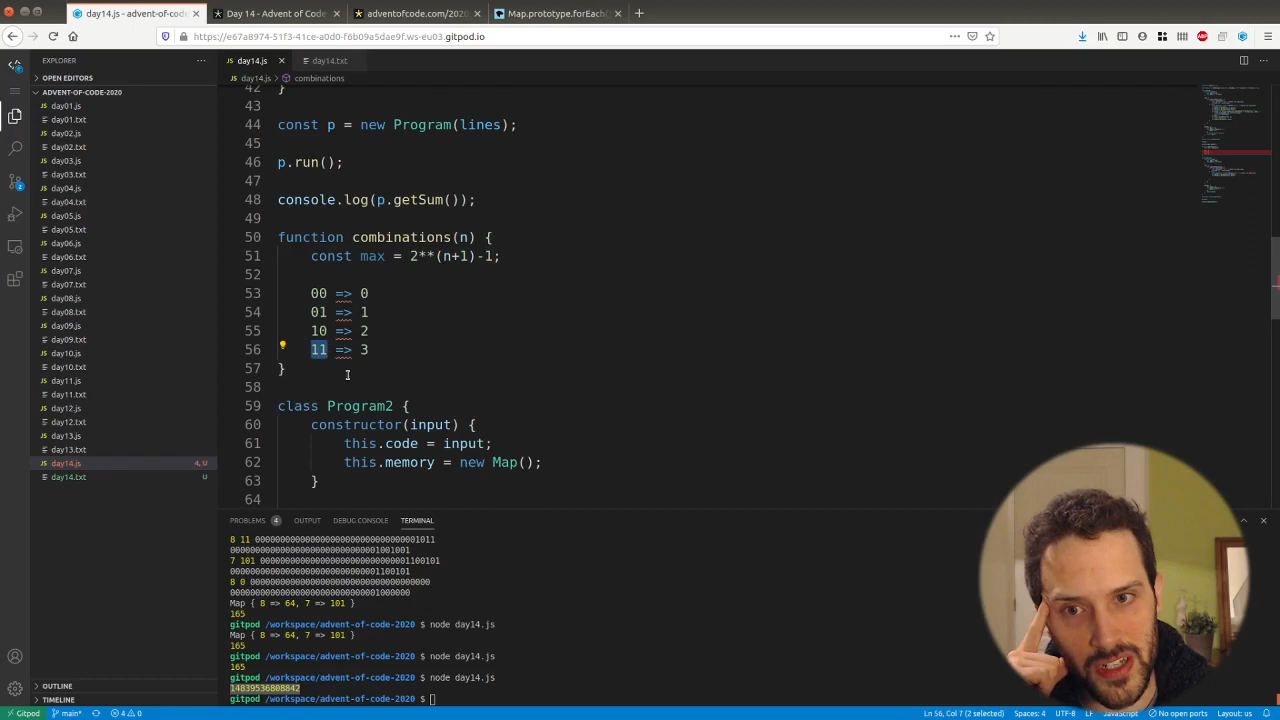 day14.js - advent-of-cod
Day 14 - Advent of Code
adventofcode.com/2020
Map.prototype.forEach(
https://e67a8974-51f3-41ce-a0d0-f6b09a5dae9f.ws-eu03.gitpod.io
EXPLORER
OPEN EDITORS
ADVENT-OF-CODE-2020
day01.js
day01.txt
day02.js
day02.txt
day03.js
day03.txt
day04.js
day04.txt
day05.js
day05.txt
day06.js
day06.txt
day07.js
day07.txt
day08.js
day08.txt
day09.js
day09.txt
day10.js
day10.txt
day11.js
day11.txt
day12.js
day12.txt
day13.js
day13.txt
day14.js 4, U
day14.txt U
OUTLINE
TIMELINE
day14.js
day14.txt
day14.js > combinations
42 }
43
44 const p = new Program(lines);
45
46 p.run();
47
48 console.log(p.getSum());
49
50 function combinations(n) {
51 const max = 2**(n+1)-1;
52
53 00 => 0
54 01 => 1
55 10 => 2
56 11 => 3
57 }
58
59 class Program2 {
60 constructor(input) {
61 this.code = input;
62 this.memory = new Map();
63 }
64
PROBLEMS 4 OUTPUT DEBUG CONSOLE TERMINAL
8 11 000000000000000000000000000000001011
000000000000000000000000000001001001
7 101 000000000000000000000000000001100101
000000000000000000000000000001100101
8 0 000000000000000000000000000000000000
000000000000000000000000000001000000
Map { 8 => 64, 7 => 101 }
165
gitpod /workspace/advent-of-code-2020 $ node day14.js
Map { 8 => 64, 7 => 101 }
165
gitpod /workspace/advent-of-code-2020 $ node day14.js
165
gitpod /workspace/advent-of-code-2020 $ node day14.js
14839536808842
gitpod /workspace/advent-of-code-2020 $
Gitpod main* 4 0
Ln 56, Col 7 (2 selected) Spaces: 4 UTF-8 LF JavaScript No open ports Layout: us